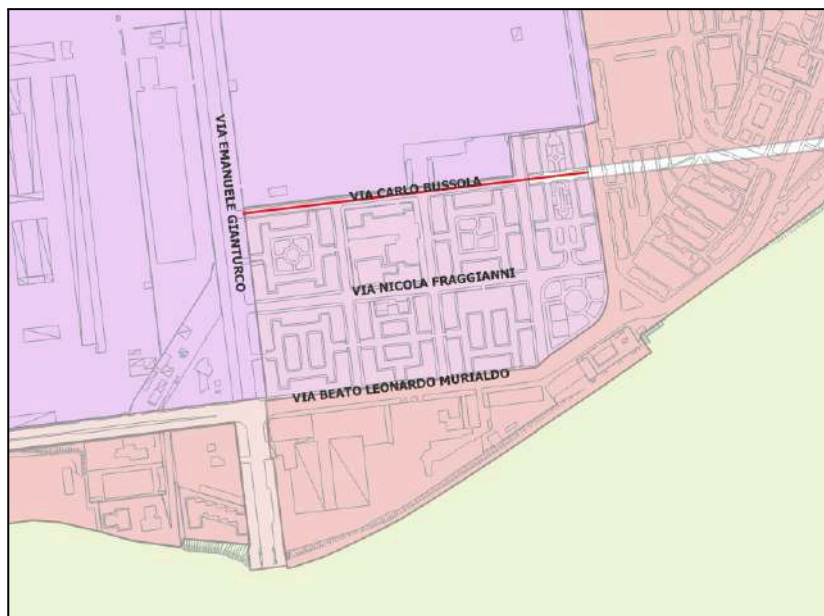 VIA EMANUELE GIANTURCO
VIA CARLO BUSSOLA
VIA NICOLA FRAGGIANNI
VIA BEATO LEONARDO MURIALDO